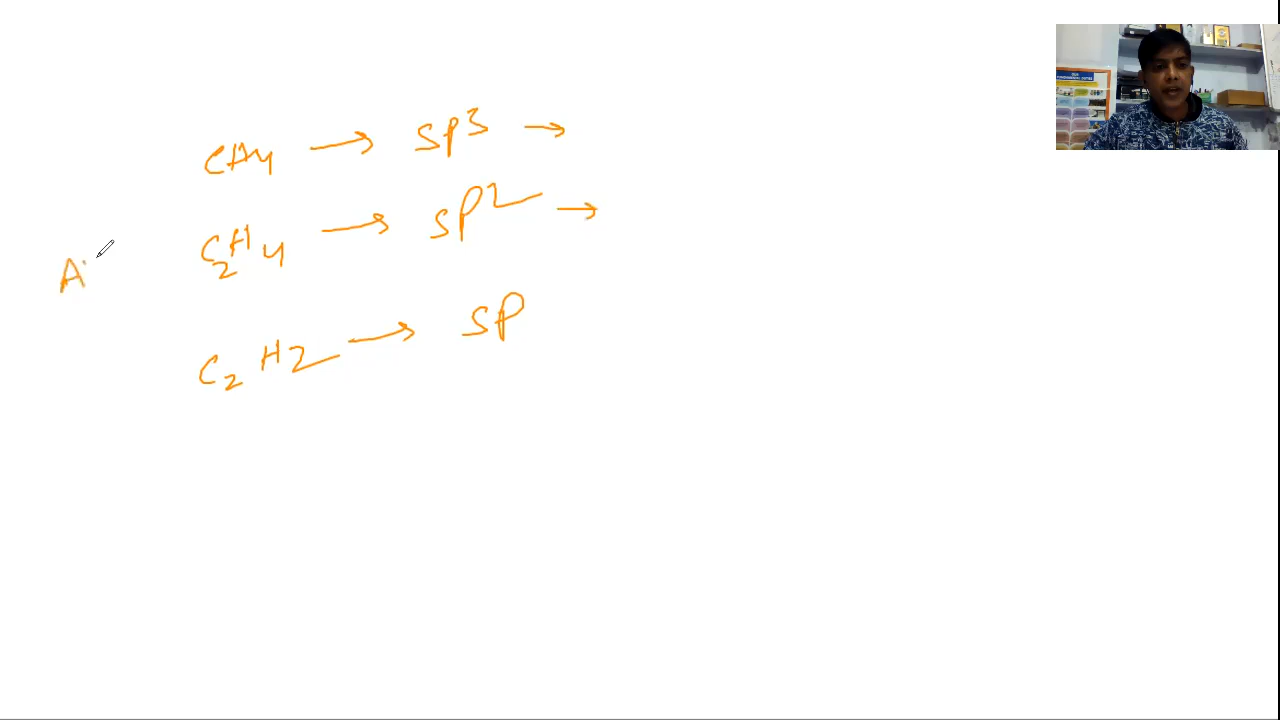 CH4 → SP3 →
C2H4 → SP2 →
A
C2H2 → SP